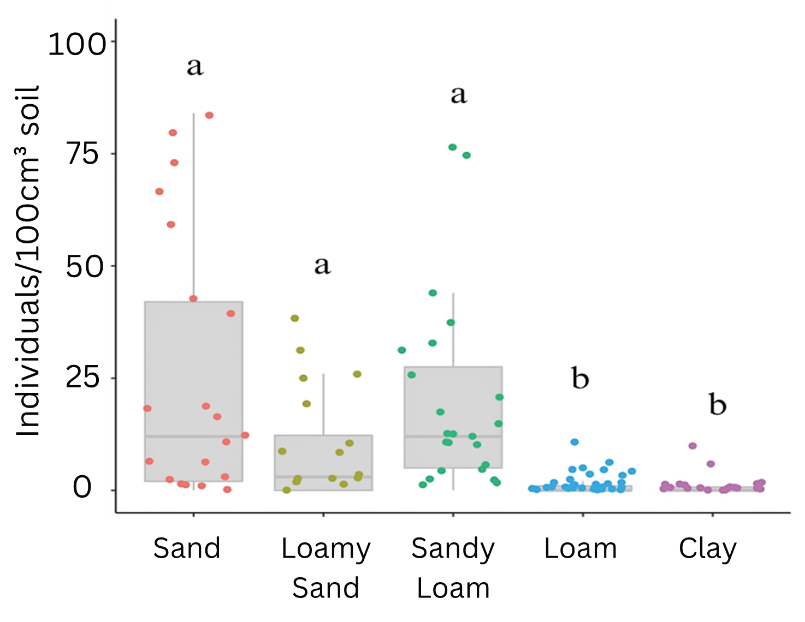 Individuals/100cm³ soil
100
75
50
25
0
a
a
a
b
b
Sand
Loamy
Sand
Sandy
Loam
Loam
Clay